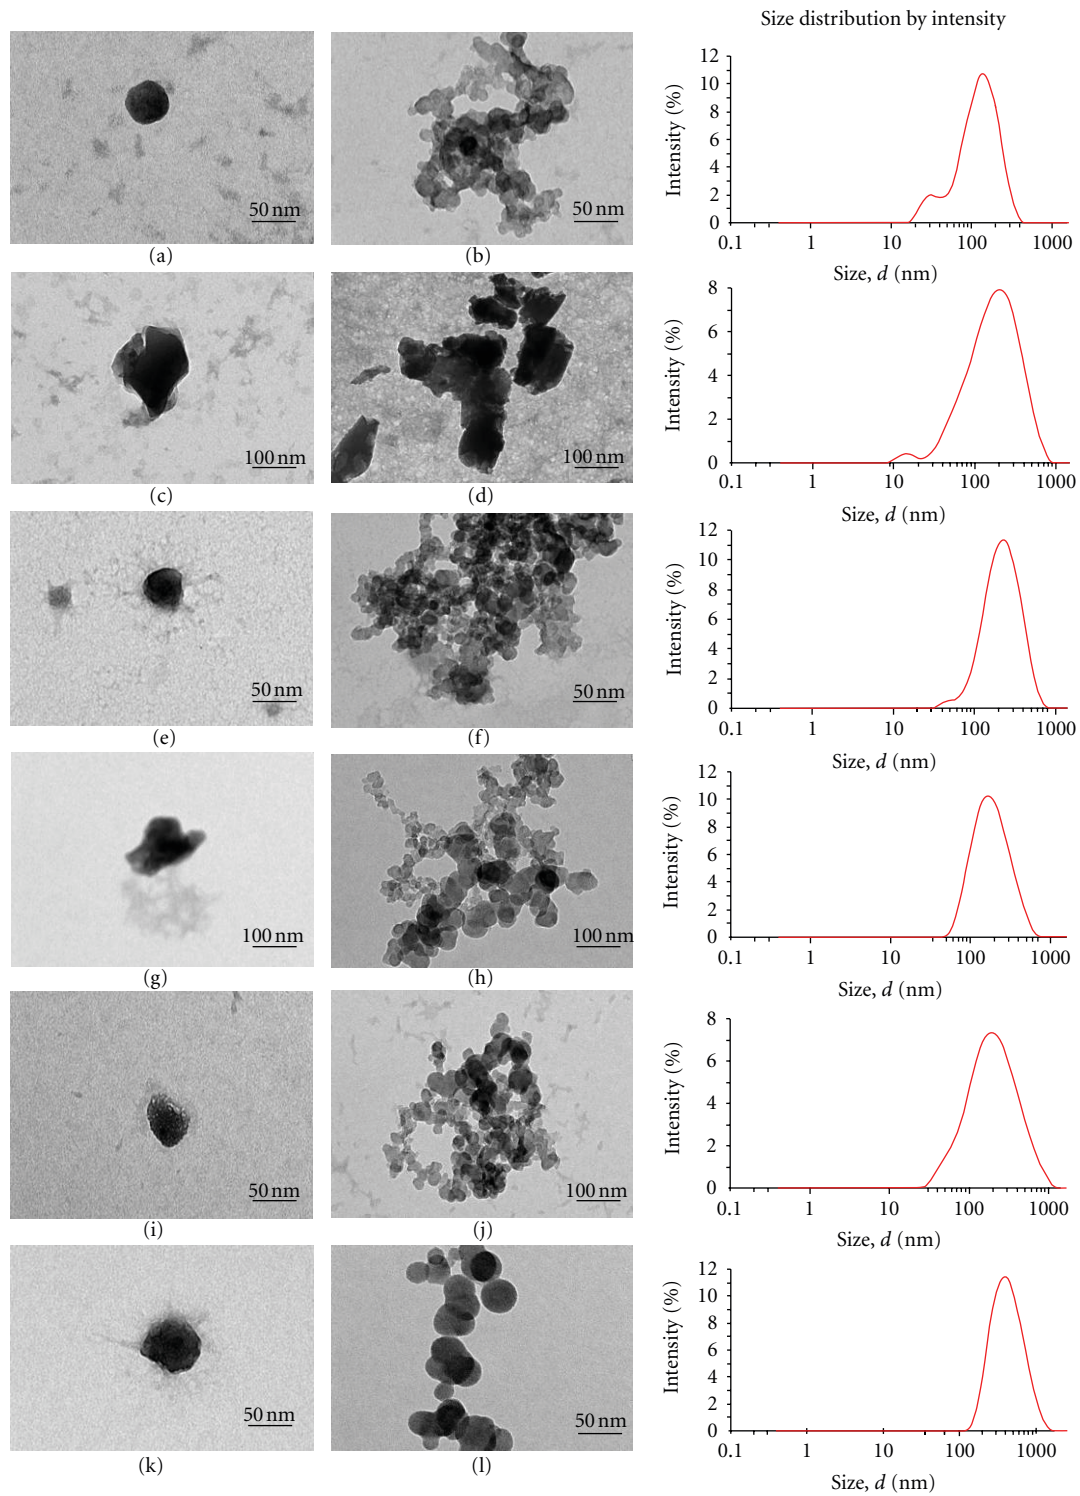 Size distribution by intensity
50 nm
(a)
50 nm
(b)
12
10
8
6
4
2
0
Intensity (%)
0.1 1 10 100 1000
Size, d (nm)
100 nm
(c)
100 nm
(d)
8
6
4
2
0
Intensity (%)
0.1 1 10 100 1000
Size, d (nm)
50 nm
(e)
50 nm
(f)
12
10
8
6
4
2
0
Intensity (%)
0.1 1 10 100 1000
Size, d (nm)
100 nm
(g)
100 nm
(h)
12
10
8
6
4
2
0
Intensity (%)
0.1 1 10 100 1000
Size, d (nm)
50 nm
(i)
100 nm
(j)
8
6
4
2
0
Intensity (%)
0.1 1 10 100 1000
Size, d (nm)
50 nm
(k)
50 nm
(l)
12
10
8
6
4
2
0
Intensity (%)
0.1 1 10 100 1000
Size, d (nm)